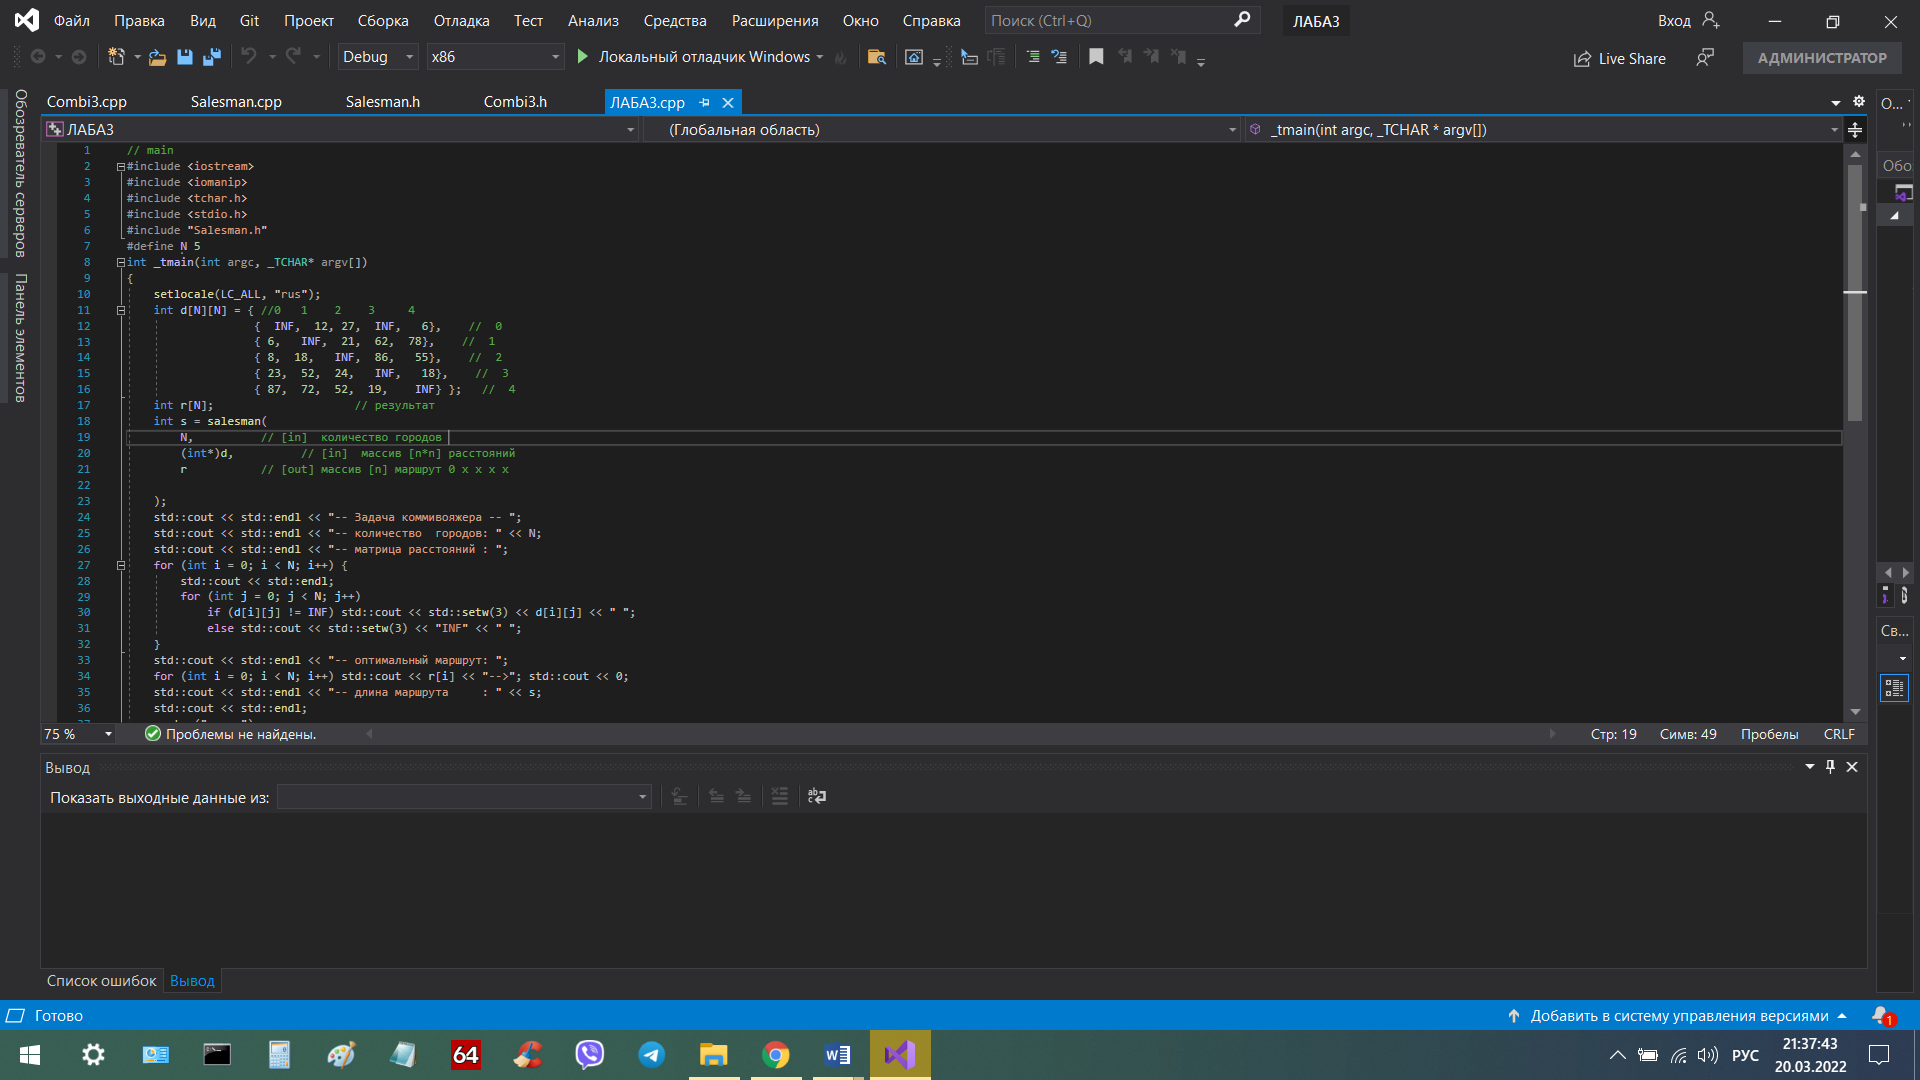 Файл Правка Вид Git Проект Сборка Отладка Тест Анализ Средства Расширения Окно Справка Поиск (Ctrl+Q) ЛАБА3 Вход
Debug x86 Локальный отладчик Windows Live Share АДМИНИСТРАТОР
Обозреватель серверов
Панель элементов
Combi3.cpp Salesman.cpp Salesman.h Combi3.h ЛАБА3.cpp О...
ЛАБА3 (Глобальная область) _tmain(int argc, _TCHAR * argv[])
Обо
1 // main
2 #include <iostream>
3 #include <iomanip>
4 #include <tchar.h>
5 #include <stdio.h>
6 #include "Salesman.h"
7 #define N 5
8 int _tmain(int argc, _TCHAR* argv[])
9 {
10 setlocale(LC_ALL, "rus");
11 int d[N][N] = { //0 1 2 3 4
12 { INF, 12, 27, INF, 6}, // 0
13 { 6, INF, 21, 62, 78}, // 1
14 { 8, 18, INF, 86, 55}, // 2
15 { 23, 52, 24, INF, 18}, // 3
16 { 87, 72, 52, 19, INF} }; // 4
17 int r[N]; // результат
18 int s = salesman(
19 N, // [in] количество городов
20 (int*)d, // [in] массив [n*n] расстояний
21 r // [out] массив [n] маршрут 0 x x x x
22
23 );
24 std::cout << std::endl << "-- Задача коммивояжера -- ";
25 std::cout << std::endl << "-- количество городов: " << N;
26 std::cout << std::endl << "-- матрица расстояний : ";
27 for (int i = 0; i < N; i++) {
28 std::cout << std::endl;
29 for (int j = 0; j < N; j++)
30 if (d[i][j] != INF) std::cout << std::setw(3) << d[i][j] << " ";
31 else std::cout << std::setw(3) << "INF" << " ";
32 }
33 std::cout << std::endl << "-- оптимальный маршрут: ";
34 for (int i = 0; i < N; i++) std::cout << r[i] << "-->"; std::cout << 0;
35 std::cout << std::endl << "-- длина маршрута : " << s;
36 std::cout << std::endl;
Св...
75 % Проблемы не найдены. Стр: 19 Симв: 49 Пробелы CRLF
Вывод
Показать выходные данные из:
Список ошибок Вывод
Готово Добавить в систему управления версиями 1
64 РУС 21:37:43
20.03.2022